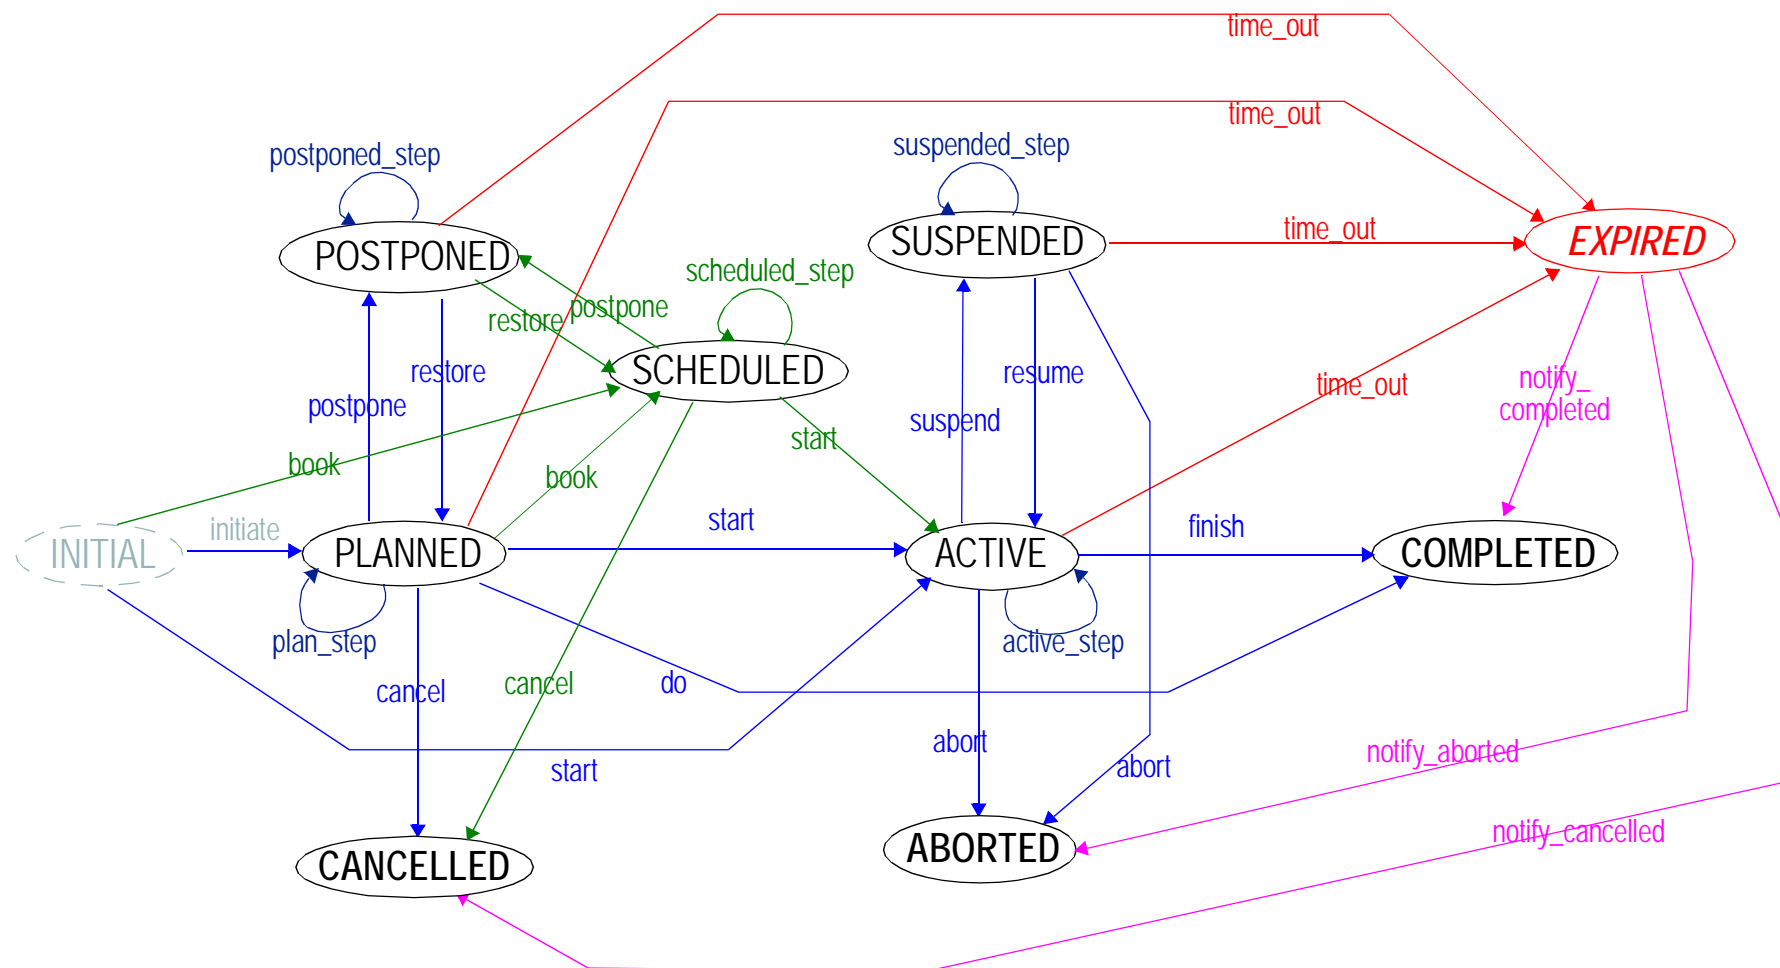 time_out
time_out
postponed_step
suspended_step
POSTPONED
SUSPENDED
time_out
EXPIRED
scheduled_step
restore
postpone
SCHEDULED
restore
resume
time_out
notify_
completed
postpone
suspend
start
book
book
initiate
start
finish
INITIAL
PLANNED
ACTIVE
COMPLETED
plan_step
active_step
cancel
cancel
do
abort
abort
notify_aborted
start
notify_cancelled
CANCELLED
ABORTED